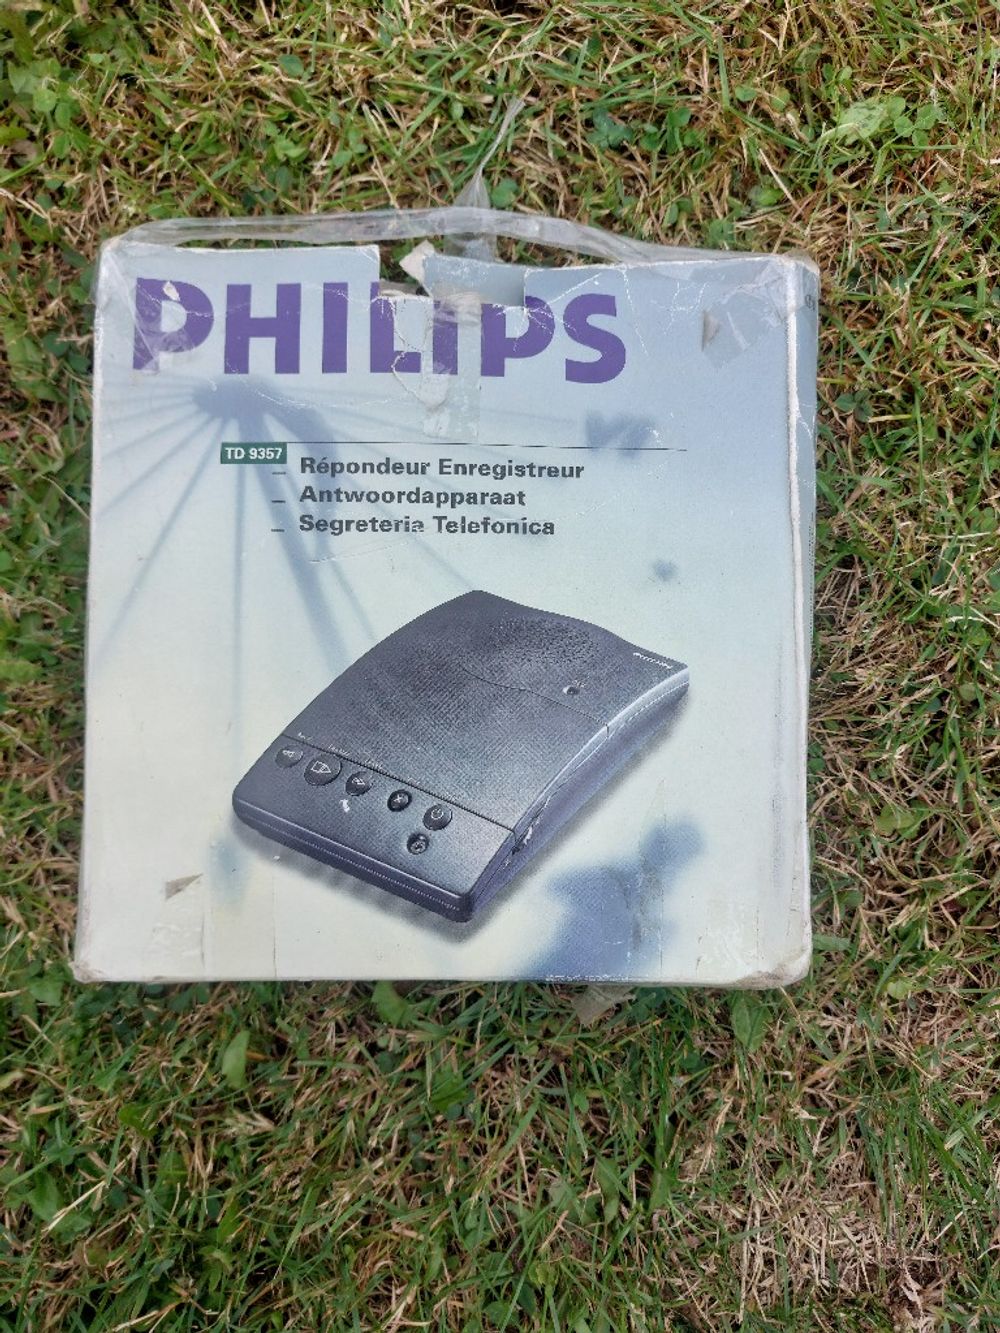 PHILIPS
TD 9357
_ Répondeur Enregistreur
_ Antwoordapparaat
_ Segreteria Telefonica